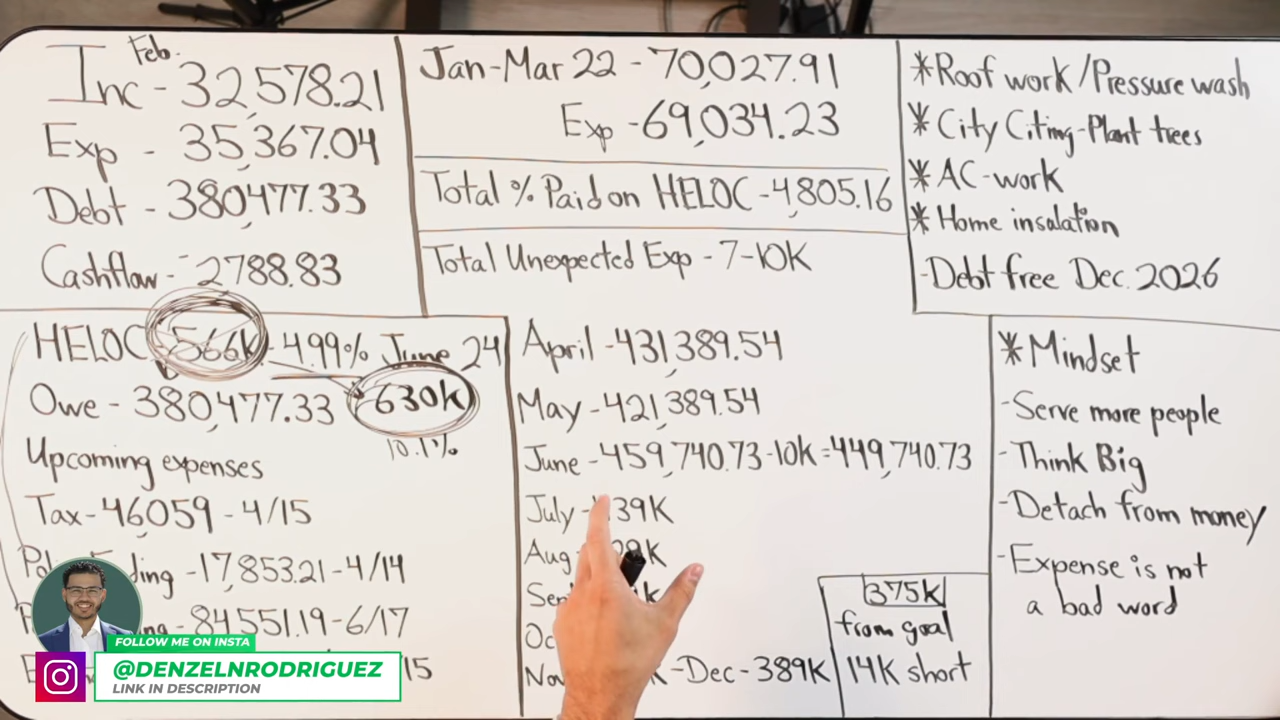 Feb.
Inc - 32,578.21
Exp - 35,367.04
Debt - 380,477.33
Cashflow - -2788.83
Jan-Mar 22 - 70,027.91
Exp - 69,034.23
Total % Paid on HELOC - 4,805.16
Total Unexpected Exp - 7-10K
*Roof work/Pressure wash
*City Citing-Plant trees
*AC-work
*Home insalation
-Debt free Dec. 2026
HELOC - 566K - 4.99% June 24
Owe - 380,477.33 630k
10.1%
Upcoming expenses
Tax - 46059 - 4/15
-17,853.21 - 4/14
- 84,551.19 - 6/17
15
April - 431,389.54
May - 421,389.54
June - 459,740.73 - 10K = 449,740.73
July - 39K
Aug
-Dec - 389K
375k
from goal
14K short
*Mindset
-Serve more people
-Think Big
-Detach from money
-Expense is not
a bad word
FOLLOW ME ON INSTA
@DENZELNRODRIGUEZ
LINK IN DESCRIPTION